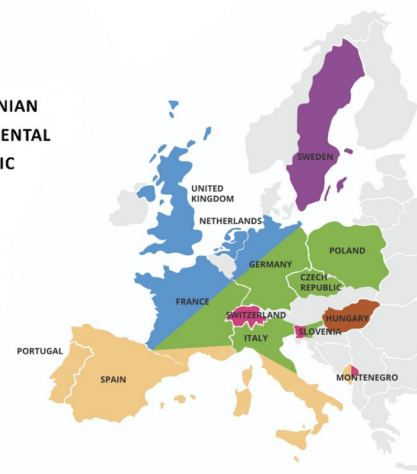 NIAN
ENTAL
IC
SWEDEN
UNITED
KINGDOM
NETHERLANDS
POLAND
GERMANY
CZECH
REPUBLIC
FRANCE
SWITZERLAND
HUNGARY
SLOVENIA
ITALY
PORTUGAL
SPAIN
MONTENEGRO